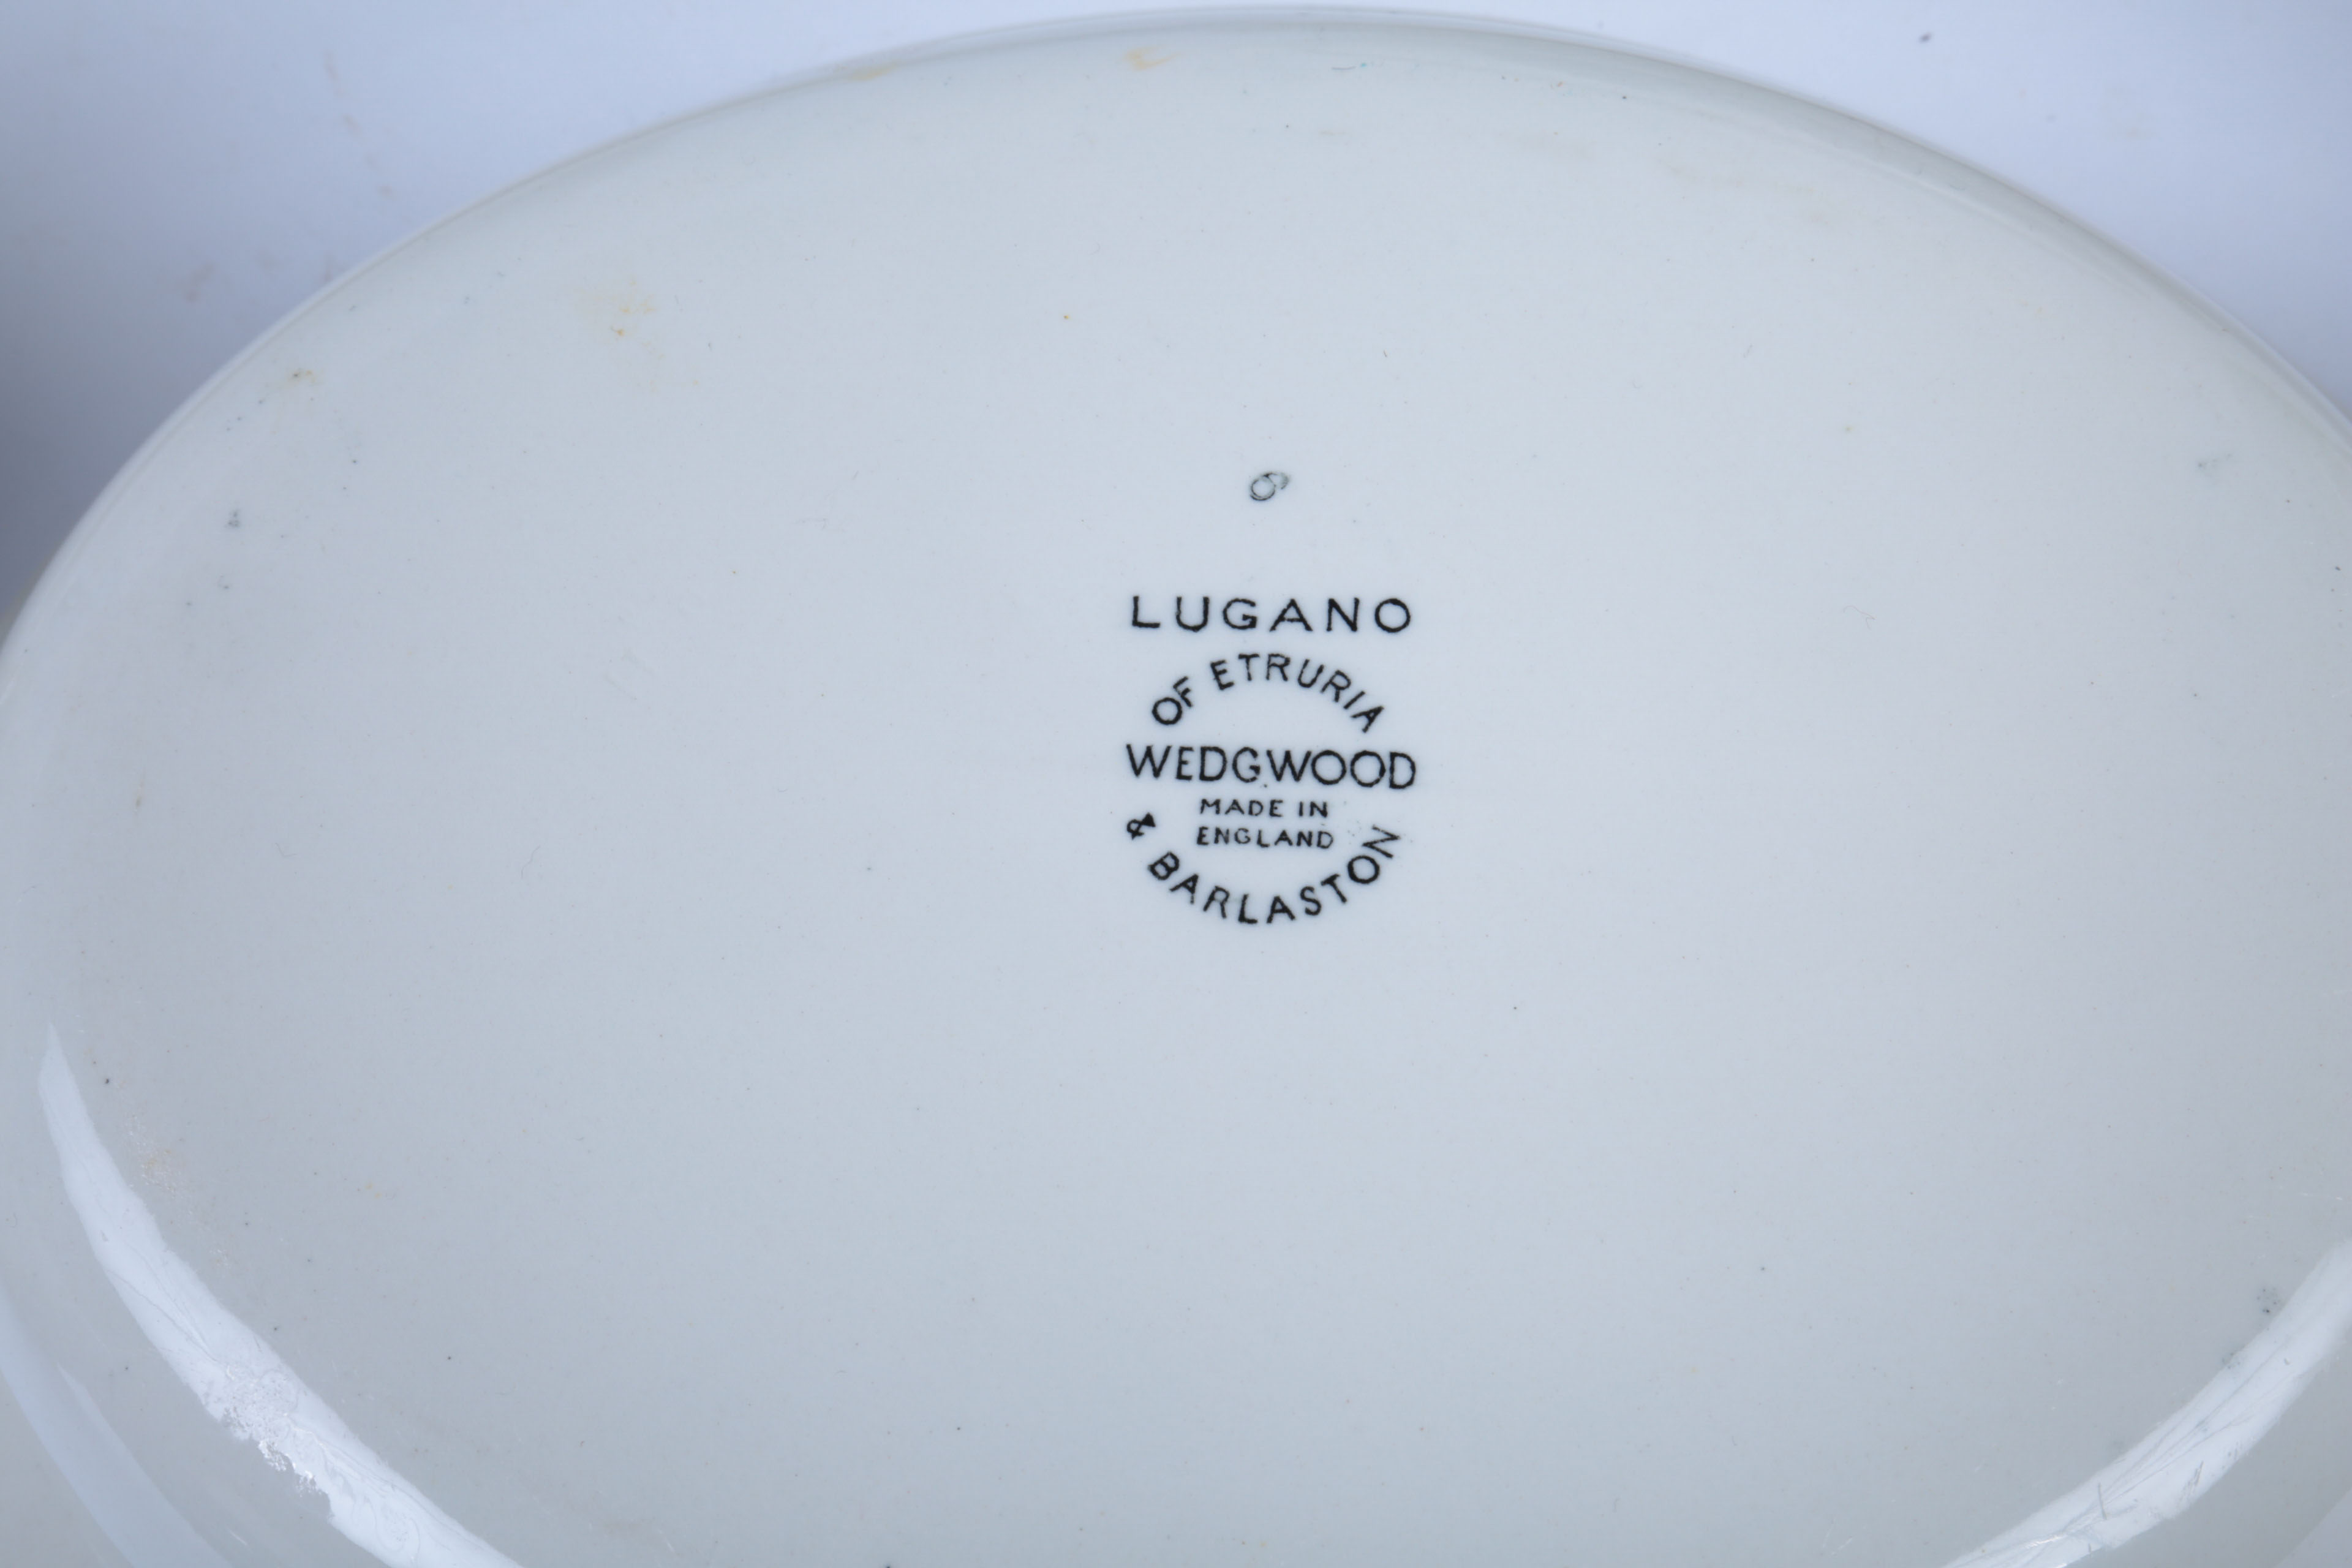 6
LUGANO
OF ETRURIA
WEDGWOOD
MADE IN
ENGLAND
& BARLASTON